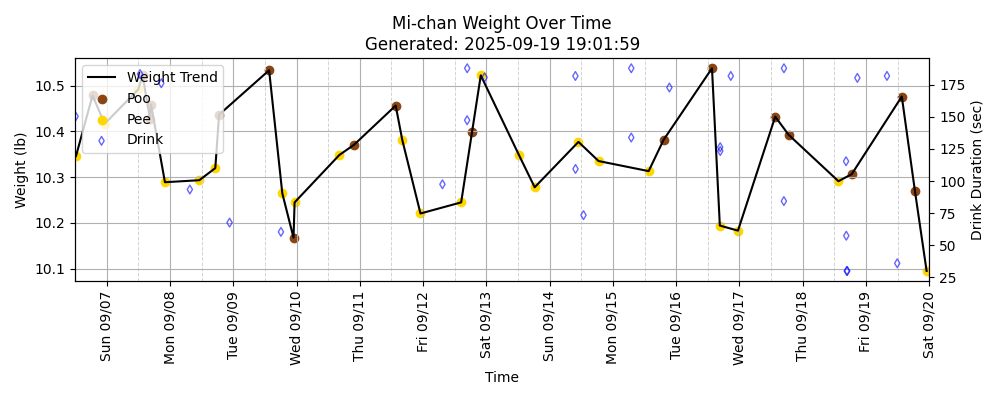 Mi-chan Weight Over Time
Generated: 2025-09-19 19:01:59
Weight (lb)
10.5
10.4
10.3
10.2
10.1
Weight Trend
Poo
Pee
Drink
175
150
125
100
75
50
25
Drink Duration (sec)
Sun 09/07
Mon 09/08
Tue 09/09
Wed 09/10
Thu 09/11
Fri 09/12
Sat 09/13
Sun 09/14
Mon 09/15
Tue 09/16
Wed 09/17
Thu 09/18
Fri 09/19
Sat 09/20
Time